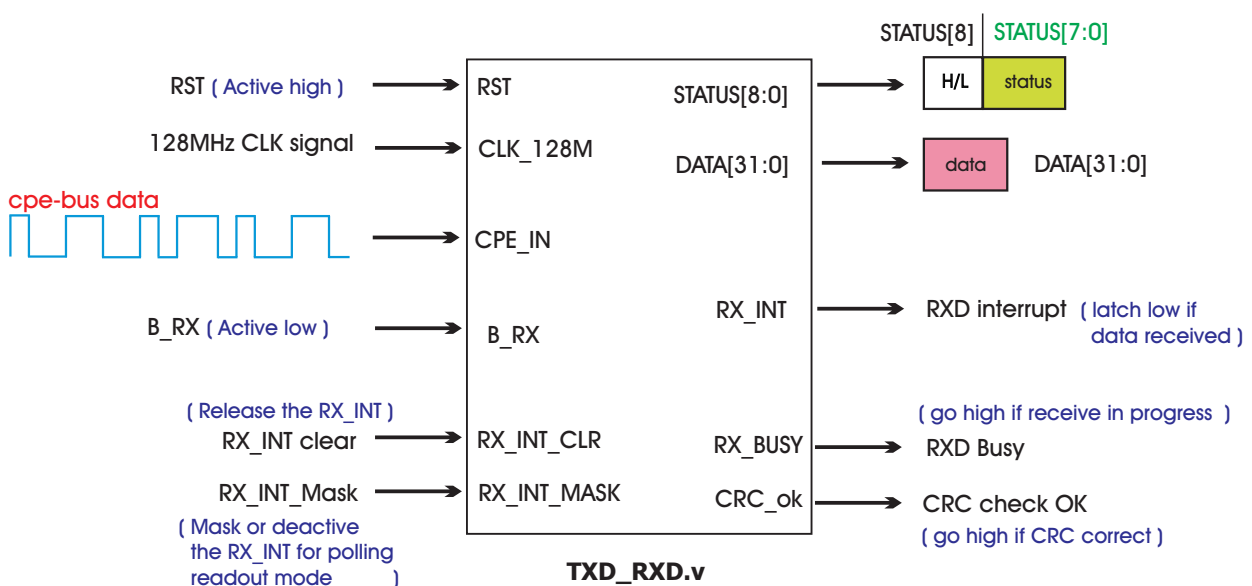 STATUS[8] STATUS[7:0]
H/L status
RST ( Active high )
RST
STATUS[8:0]
128MHz CLK signal
CLK_128M
DATA[31:0]
data
DATA[31:0]
cpe-bus data
CPE_IN
B_RX ( Active low )
B_RX
RX_INT
RXD interrupt ( latch low if
data received )
( Release the RX_INT )
RX_INT clear
RX_INT_CLR
RX_BUSY
( go high if receive in progress )
RXD Busy
RX_INT_Mask
RX_INT_MASK
CRC_ok
CRC check OK
( go high if CRC correct )
( Mask or deactive
the RX_INT for polling
readout mode )
TXD_RXD.v